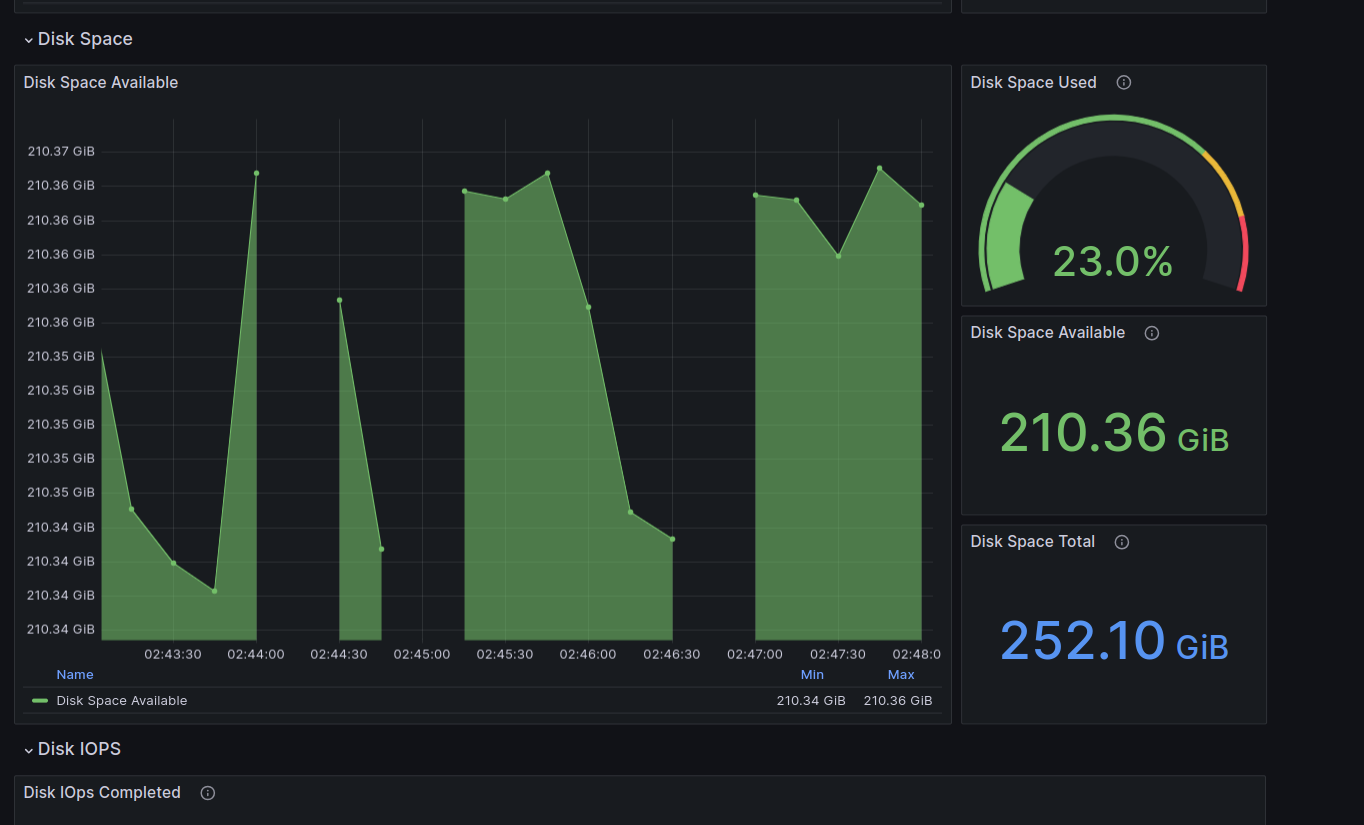 Disk Space
Disk Space Available
210.37 GiB
210.36 GiB
210.36 GiB
210.36 GiB
210.36 GiB
210.36 GiB
210.35 GiB
210.35 GiB
210.35 GiB
210.35 GiB
210.35 GiB
210.34 GiB
210.34 GiB
210.34 GiB
210.34 GiB
02:43:30 02:44:00 02:44:30 02:45:00 02:45:30 02:46:00 02:46:30 02:47:00 02:47:30 02:48:0
Name Min Max
Disk Space Available 210.34 GiB 210.36 GiB
Disk Space Used
23.0%
Disk Space Available
210.36 GiB
Disk Space Total
252.10 GiB
Disk IOPS
Disk IOps Completed